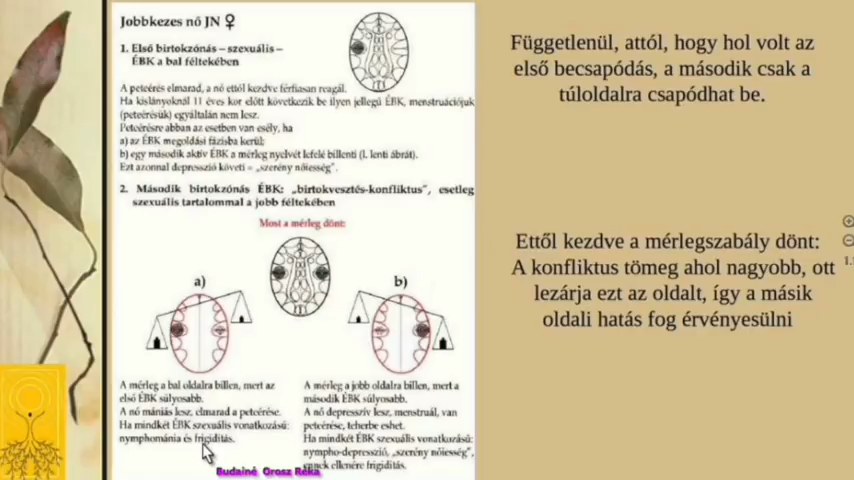 Jobbkezes nő JN ♀
1. Első birtokzónás – szexuális –
ÉBK a bal féltekében
A peteérés elmarad, a nő ettől kezdve férfiasan reagál.
Ha kislányoknál 11 éves kor előtt következik be ilyen jellegű ÉBK, menstruációjuk
(peteérésük) egyáltalán nem lesz.
Peteérésre abban az esetben van esély, ha
a) az ÉBK megoldási fázisba kerül;
b) egy második aktív ÉBK a mérleg nyelvét lefelé billenti (l. lenti ábrát).
Ezt azonnal depresszió követi = „szerény nőiesség”.
2. Második birtokzónás ÉBK: „birtokvesztés-konfliktus”, esetleg
szexuális tartalommal a jobb féltekében
Most a mérleg dönt:
a)
b)
A mérleg a bal oldalra billen, mert az
első ÉBK súlyosabb.
A nő mániás lesz, elmarad a peteérése.
Ha mindkét ÉBK szexuális vonatkozású:
nymphománia és frigiditás.
A mérleg a jobb oldalra billen, mert a
második ÉBK súlyosabb.
A nő depresszív lesz, menstruál, van
peteérése, teherbe eshet.
Ha mindkét ÉBK szexuális vonatkozású:
nympho-depresszió, „szerény nőiesség”,
ennek ellenére frigiditás.
Budainé Orosz Réka
Függetlenül, attól, hogy hol volt az
első becsapódás, a második csak a
túloldalra csapódhat be.
Ettől kezdve a mérlegszabály dönt:
A konfliktus tömeg ahol nagyobb, ott
lezárja ezt az oldalt, így a másik
oldali hatás fog érvényesülni